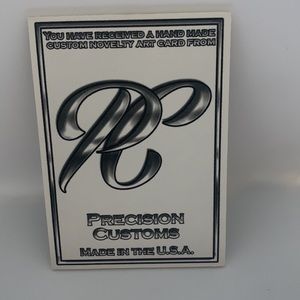 YOU HAVE RECEIVED A HAND MADE
CUSTOM NOVELTY ART CARD FROM
PC
PRECISION
CUSTOMS
MADE IN THE U.S.A.